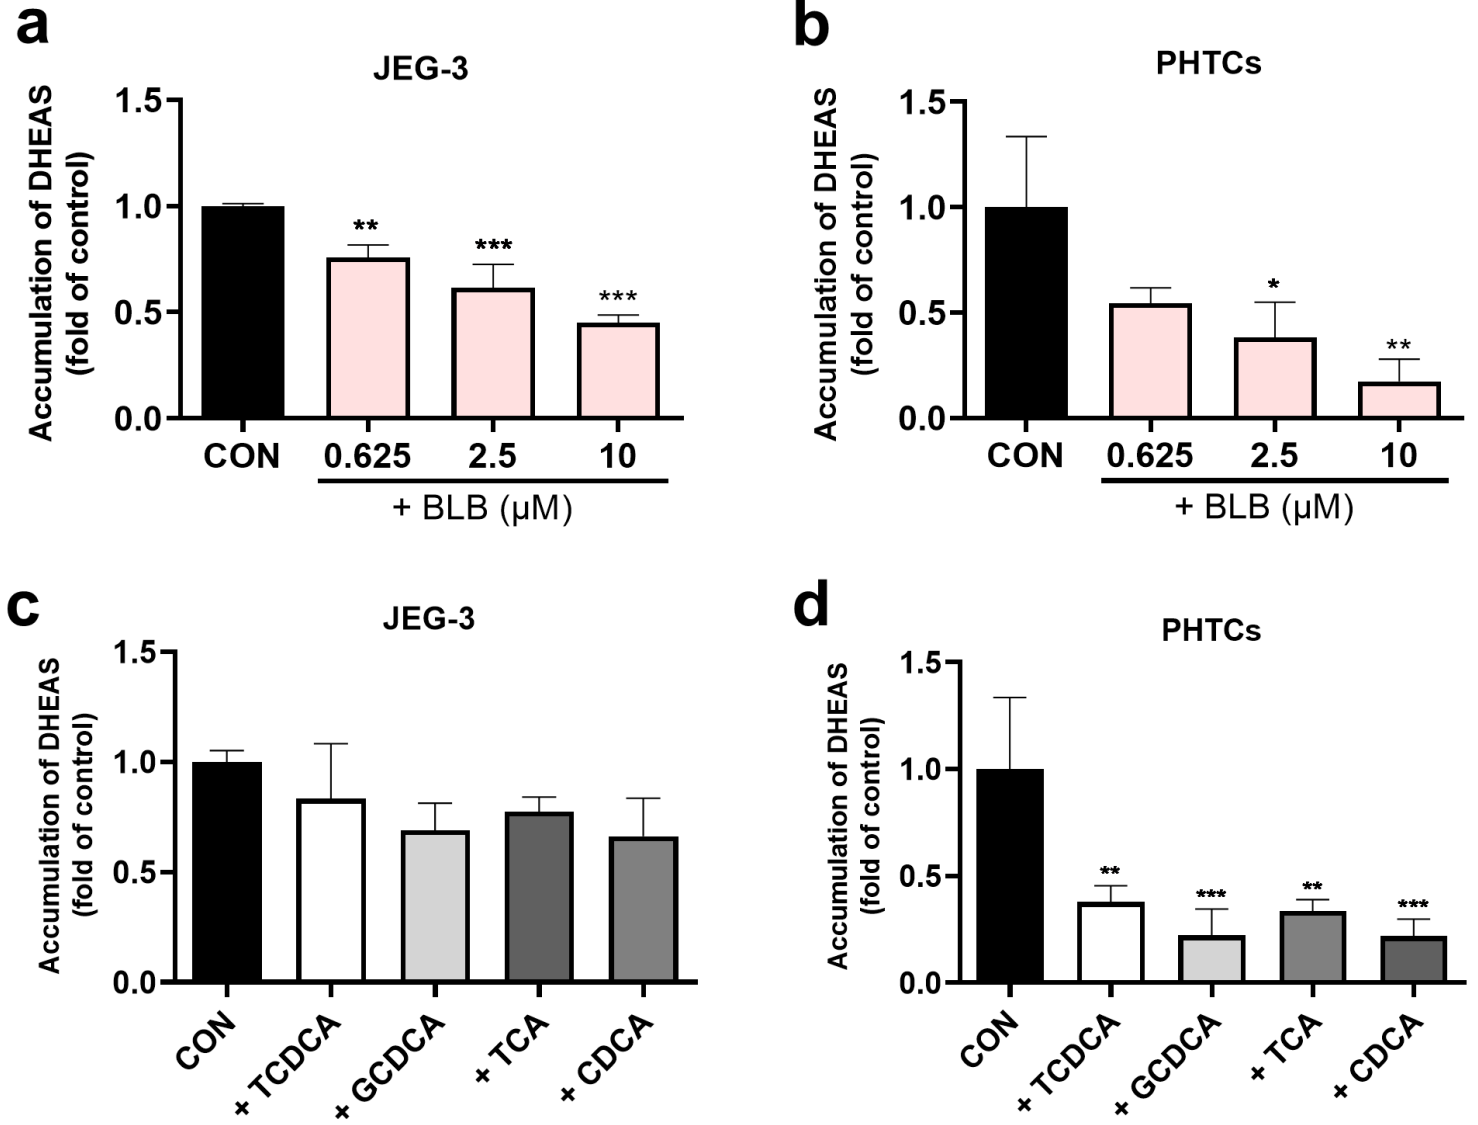 a
JEG-3
Accumulation of DHEAS
(fold of control)
1.5
1.0
0.5
0.0
**
***
***
CON
0.625
2.5
10
+ BLB (µM)
b
PHTCs
Accumulation of DHEAS
(fold of control)
1.5
1.0
0.5
0.0
*
**
CON
0.625
2.5
10
+ BLB (µM)
c
JEG-3
Accumulation of DHEAS
(fold of control)
1.5
1.0
0.5
0.0
CON
+ TCDCA
+ GCDCA
+ TCA
+ CDCA
d
PHTCs
Accumulation of DHEAS
(fold of control)
1.5
1.0
0.5
0.0
**
***
**
***
CON
+ TCDCA
+ GCDCA
+ TCA
+ CDCA